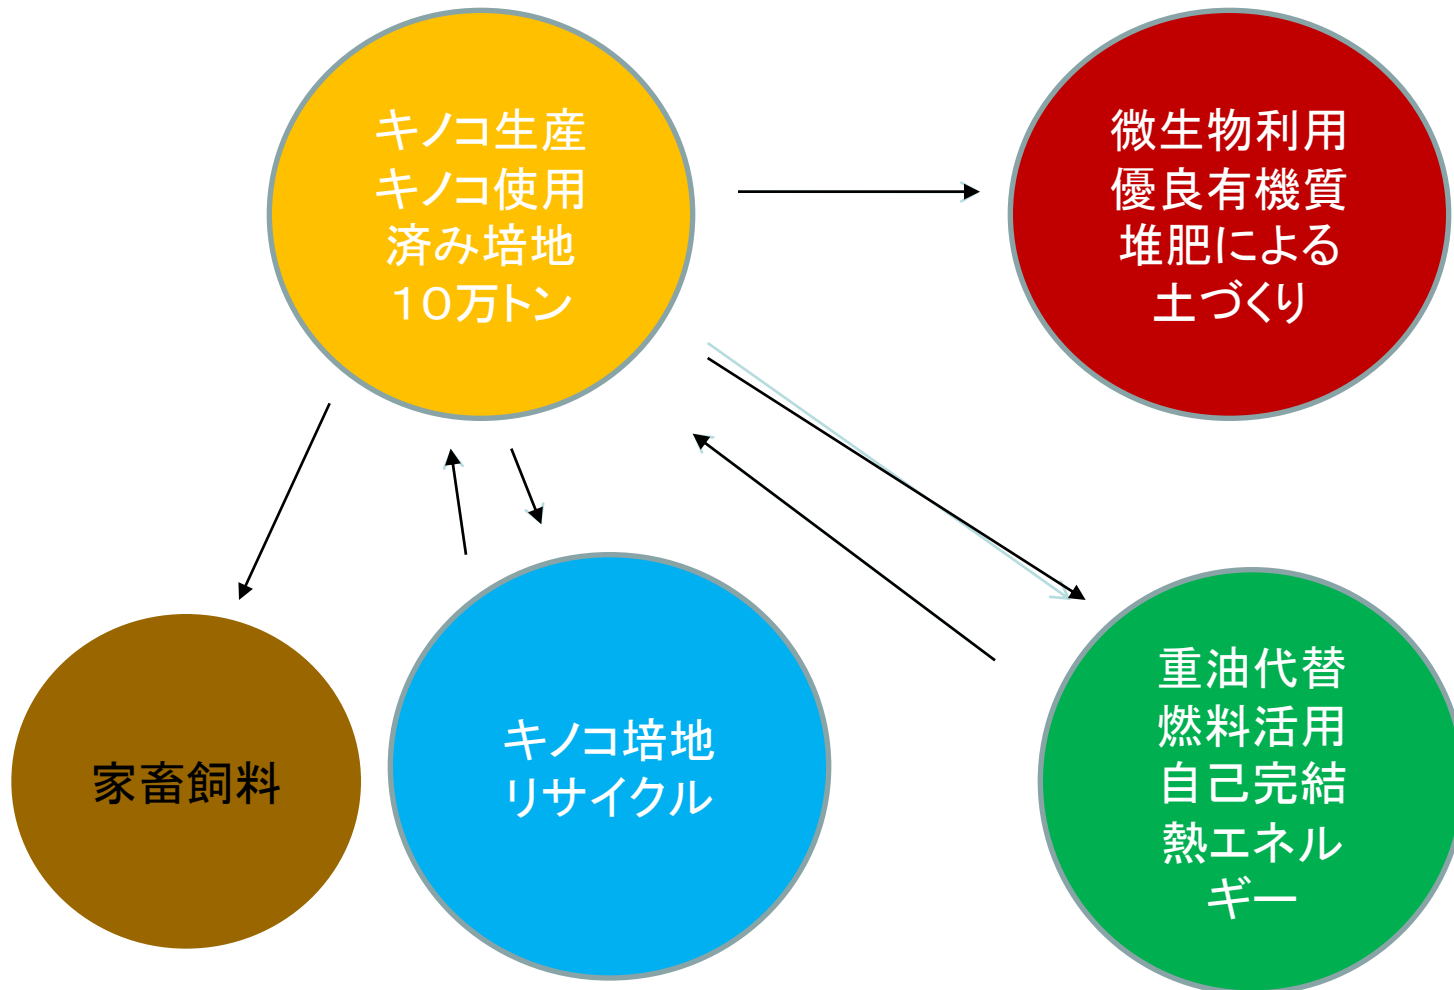 キノコ生産
キノコ使用
済み培地
１０万トン
微生物利用
優良有機質
堆肥による
土づくり
家畜飼料
キノコ培地
リサイクル
重油代替
燃料活用
自己完結
熱エネル
ギー